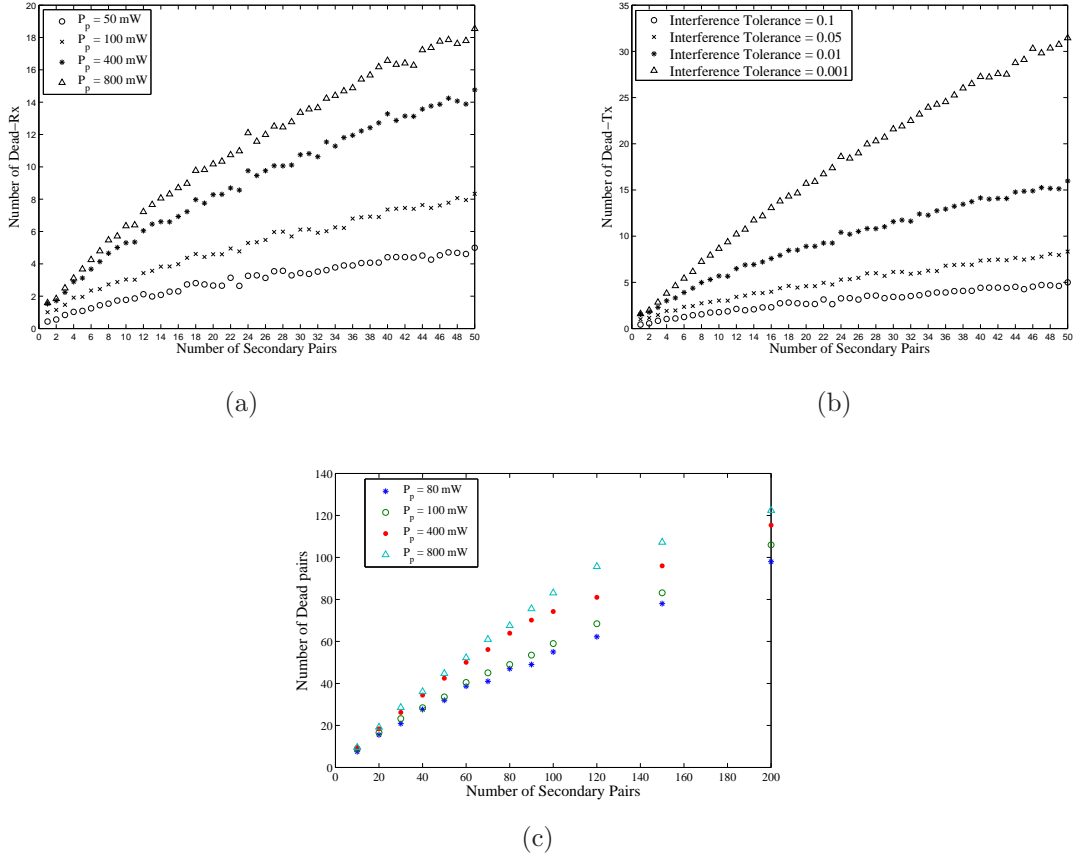 P_p = 50 mW
P_p = 100 mW
P_p = 400 mW
P_p = 800 mW
Number of Dead-Rx
0 2 4 6 8 10 12 14 16 18 20
0 2 4 6 8 10 12 14 16 18 20 22 24 26 28 30 32 34 36 38 40 42 44 46 48 50
Number of Secondary Pairs
(a)
Interference Tolerance = 0.1
Interference Tolerance = 0.05
Interference Tolerance = 0.01
Interference Tolerance = 0.001
Number of Dead-Tx
0 5 10 15 20 25 30 35
0 2 4 6 8 10 12 14 16 18 20 22 24 26 28 30 32 34 36 38 40 42 44 46 48 50
Number of Secondary Pairs
(b)
P_p = 80 mW
P_p = 100 mW
P_p = 400 mW
P_p = 800 mW
Number of Dead pairs
0 20 40 60 80 100 120 140
0 20 40 60 80 100 120 140 160 180 200
Number of Secondary Pairs
(c)